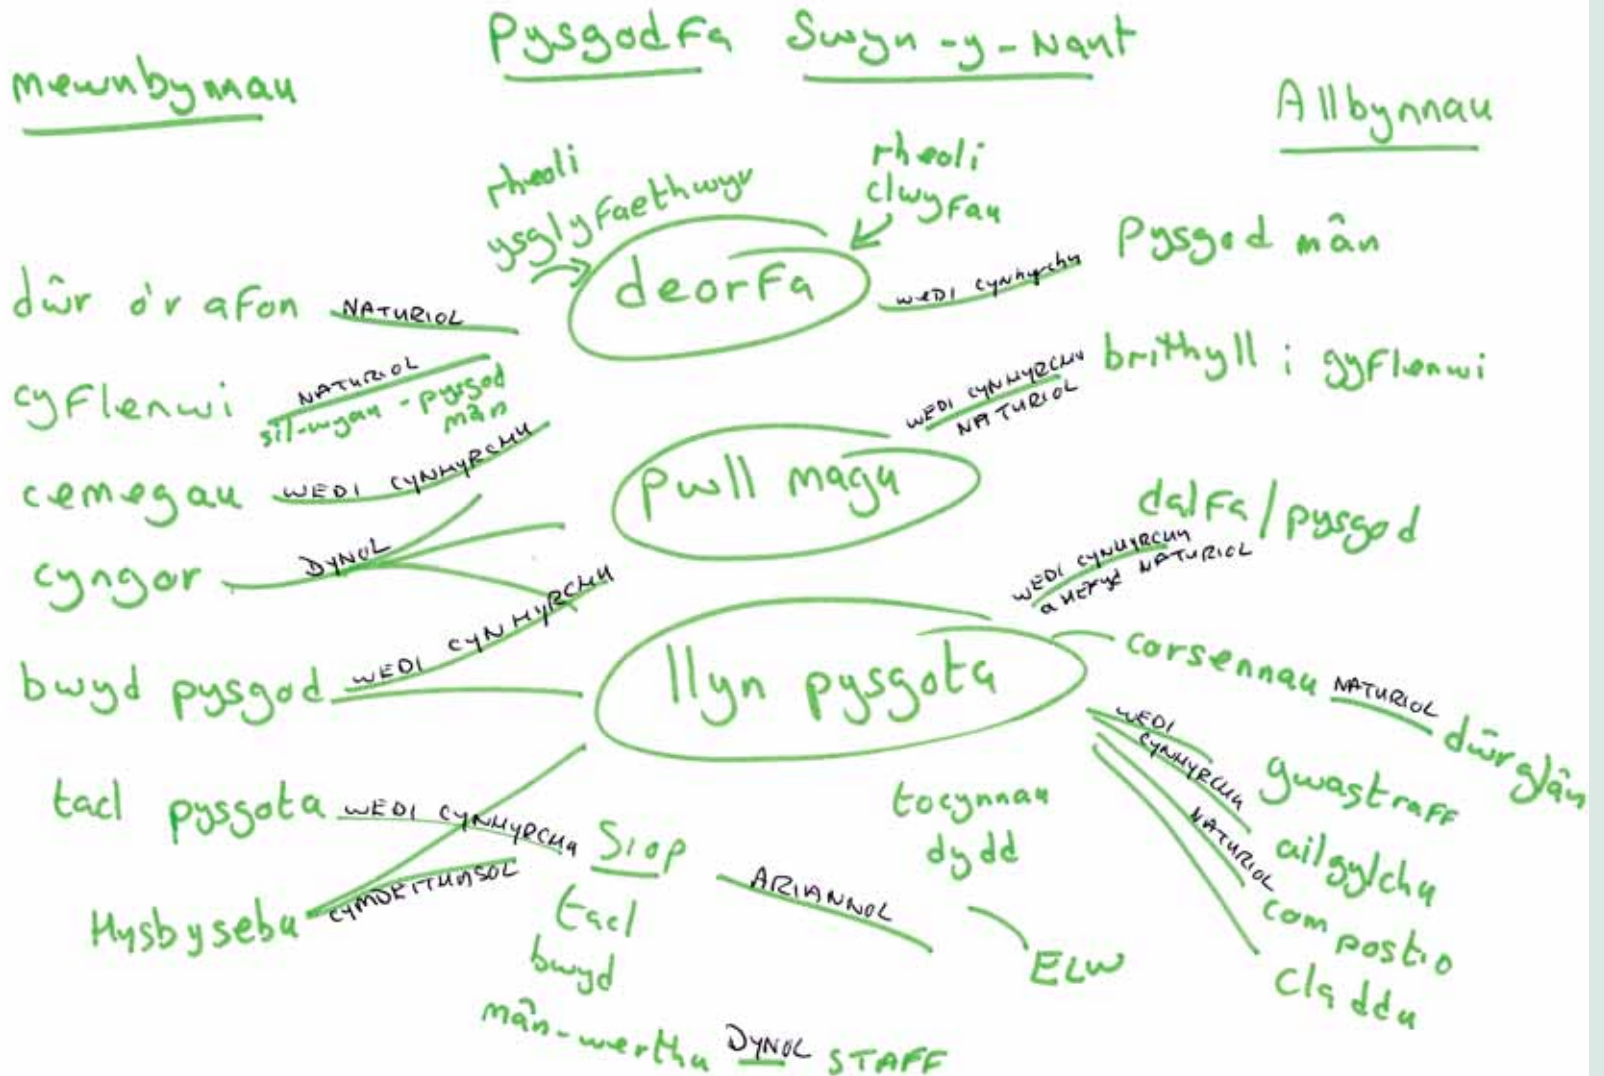 Pysgodfa Swyn-y-Nant
mewnbynnau
Allbynnau
rheoli
ysglyfaethwyr
rheoli
clwyfau
deorfa
pwll magu
llyn pysgota
dŵr o'r afon NATURIOL
cyflenwi NATURIOL
sil-wyau - pysgod
mân
cemegau WEDI CYNHYRCHU
cyngor DYNOL
bwyd pysgod WEDI CYNHYRCHU
tacl pysgota WEDI CYNHYRCHU
Hysbysebu CYMDEITHASOL
WEDI CYNHYRCHU Pysgod mân
WEDI CYNHYRCHU
NATURIOL
brithyll i gyflenwi
WEDI CYNHYRCHU
a HEFYD NATURIOL
dalfa/pysgod
corsennau NATURIOL dŵr glân
WEDI
CYNHYRCHU
NATURIOL
gwastraff
ailgylchu
compostio
Claddu
Siop
tacl
bwyd
mân-werthu DYNOL STAFF
ARIANNOL
tocynnau
dydd
ELW